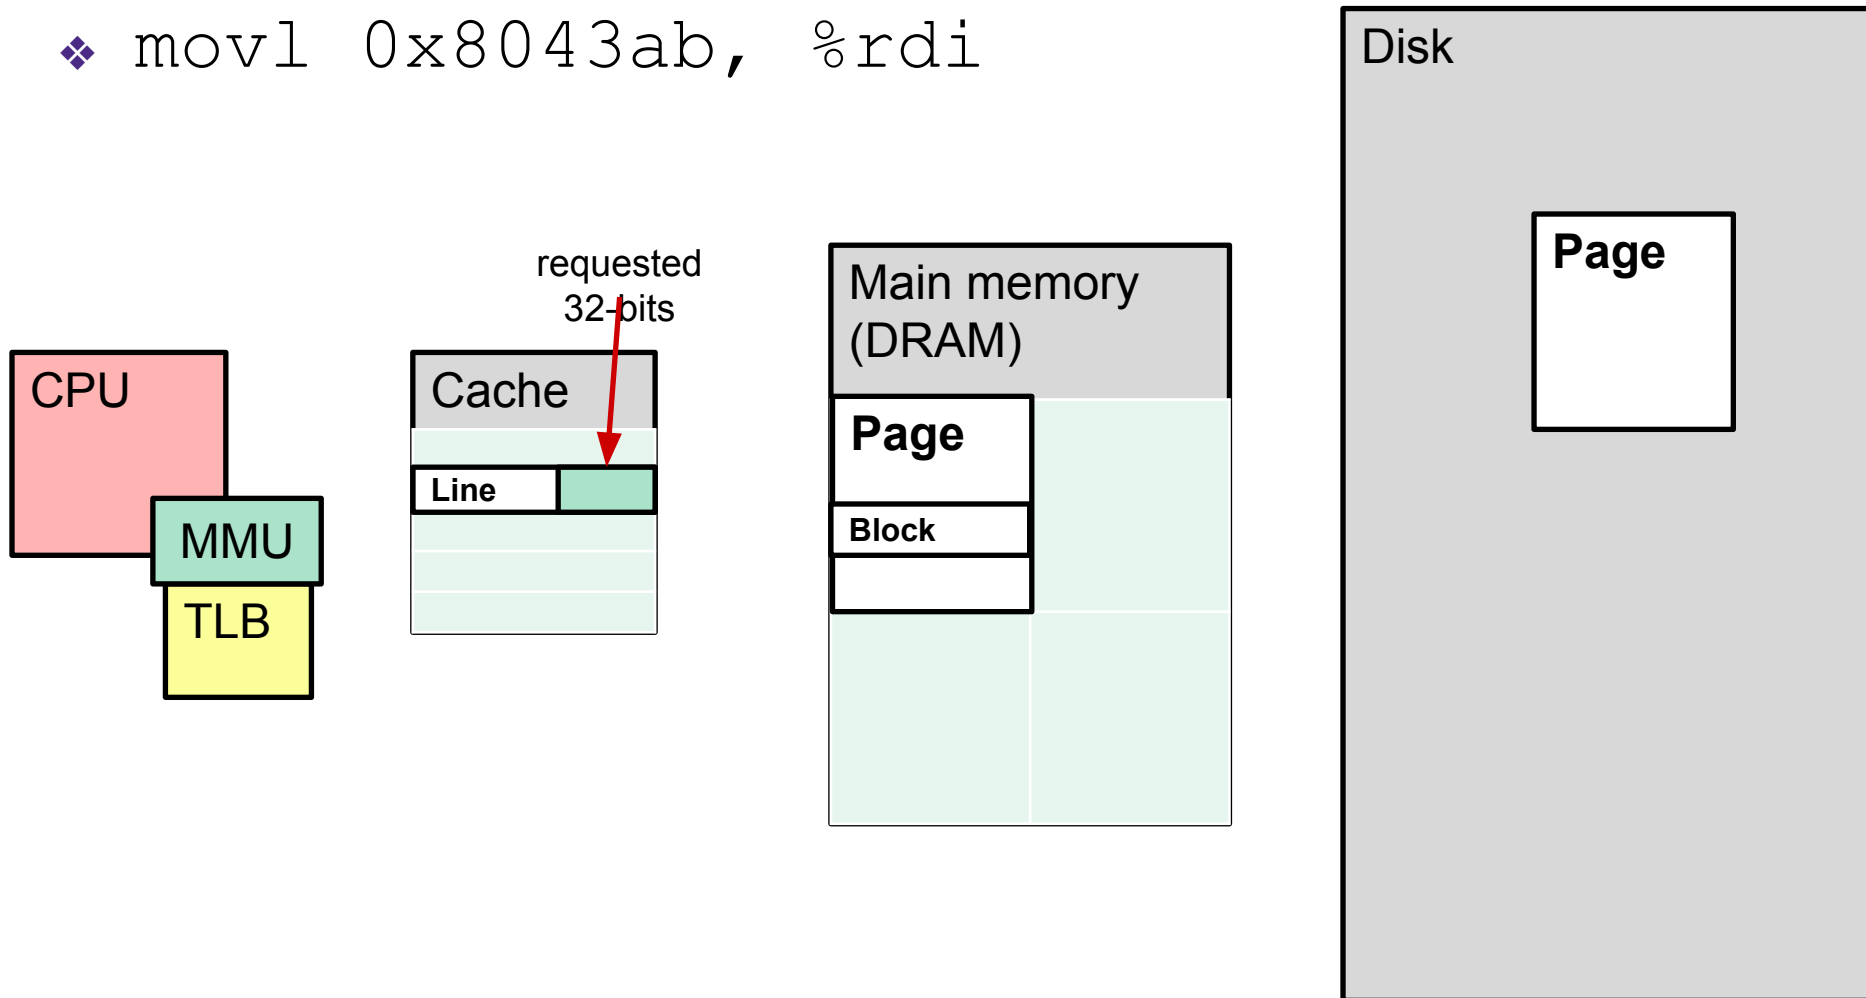 ❖ movl 0x8043ab, %rdi
Disk
Page
requested
32-bits
Main memory
(DRAM)
Page
Block
CPU
Cache
Line
MMU
TLB